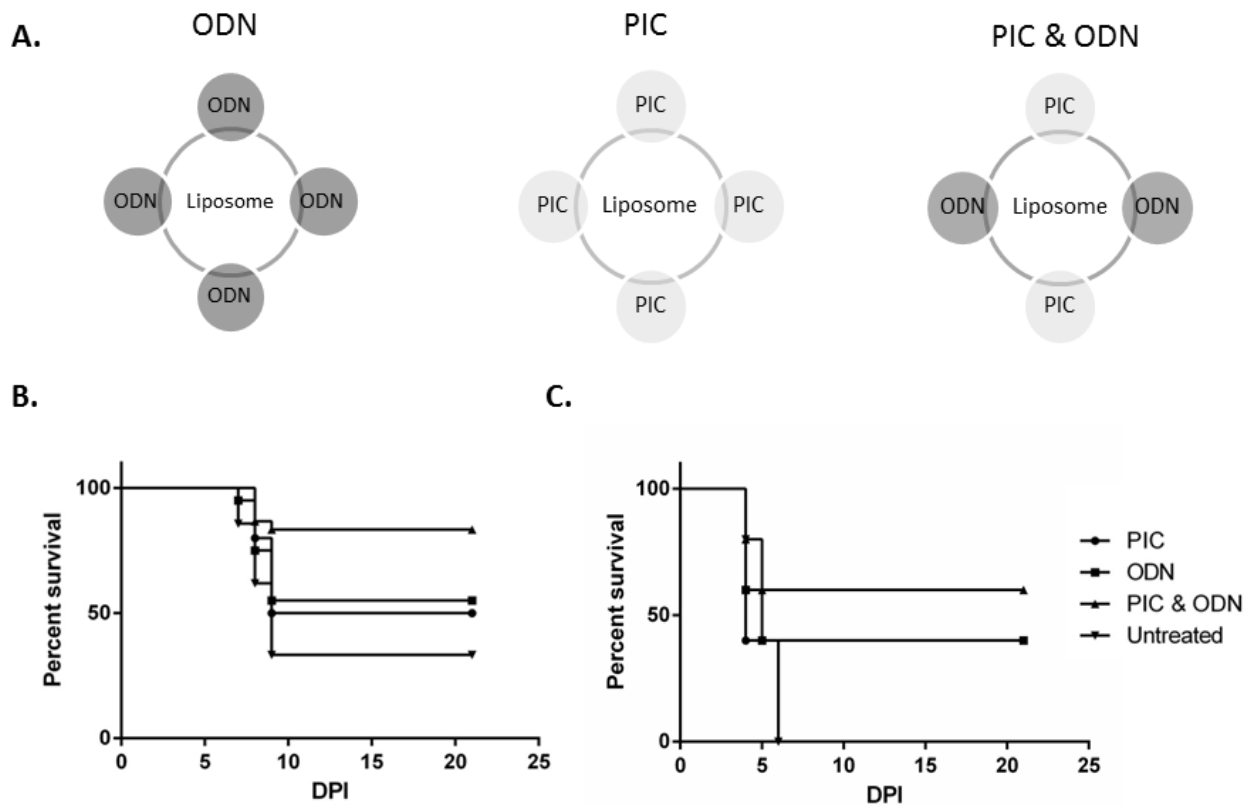 A.
ODN
PIC
PIC & ODN
ODN
ODN
Liposome
ODN
ODN
PIC
PIC
Liposome
PIC
PIC
PIC
ODN
Liposome
ODN
PIC
B.
Percent survival
100
50
0
0
5
10
15
20
25
DPI
C.
Percent survival
100
50
0
0
5
10
15
20
25
DPI
PIC
ODN
PIC & ODN
Untreated